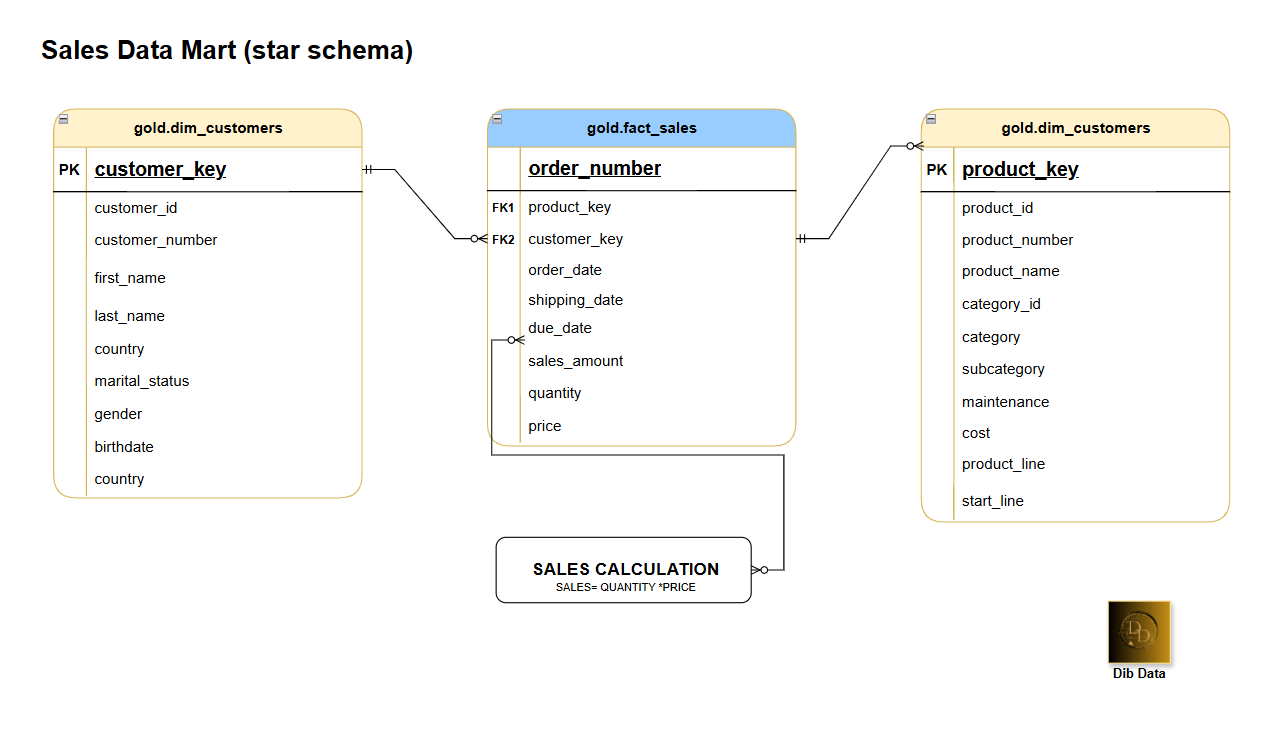 Sales Data Mart (star schema)
gold.dim_customers
PK customer_key
customer_id
customer_number
first_name
last_name
country
marital_status
gender
birthdate
country
gold.fact_sales
order_number
FK1 product_key
FK2 customer_key
order_date
shipping_date
due_date
sales_amount
quantity
price
gold.dim_customers
PK product_key
product_id
product_number
product_name
category_id
category
subcategory
maintenance
cost
product_line
start_line
SALES CALCULATION
SALES= QUANTITY *PRICE
DD
Dib Data